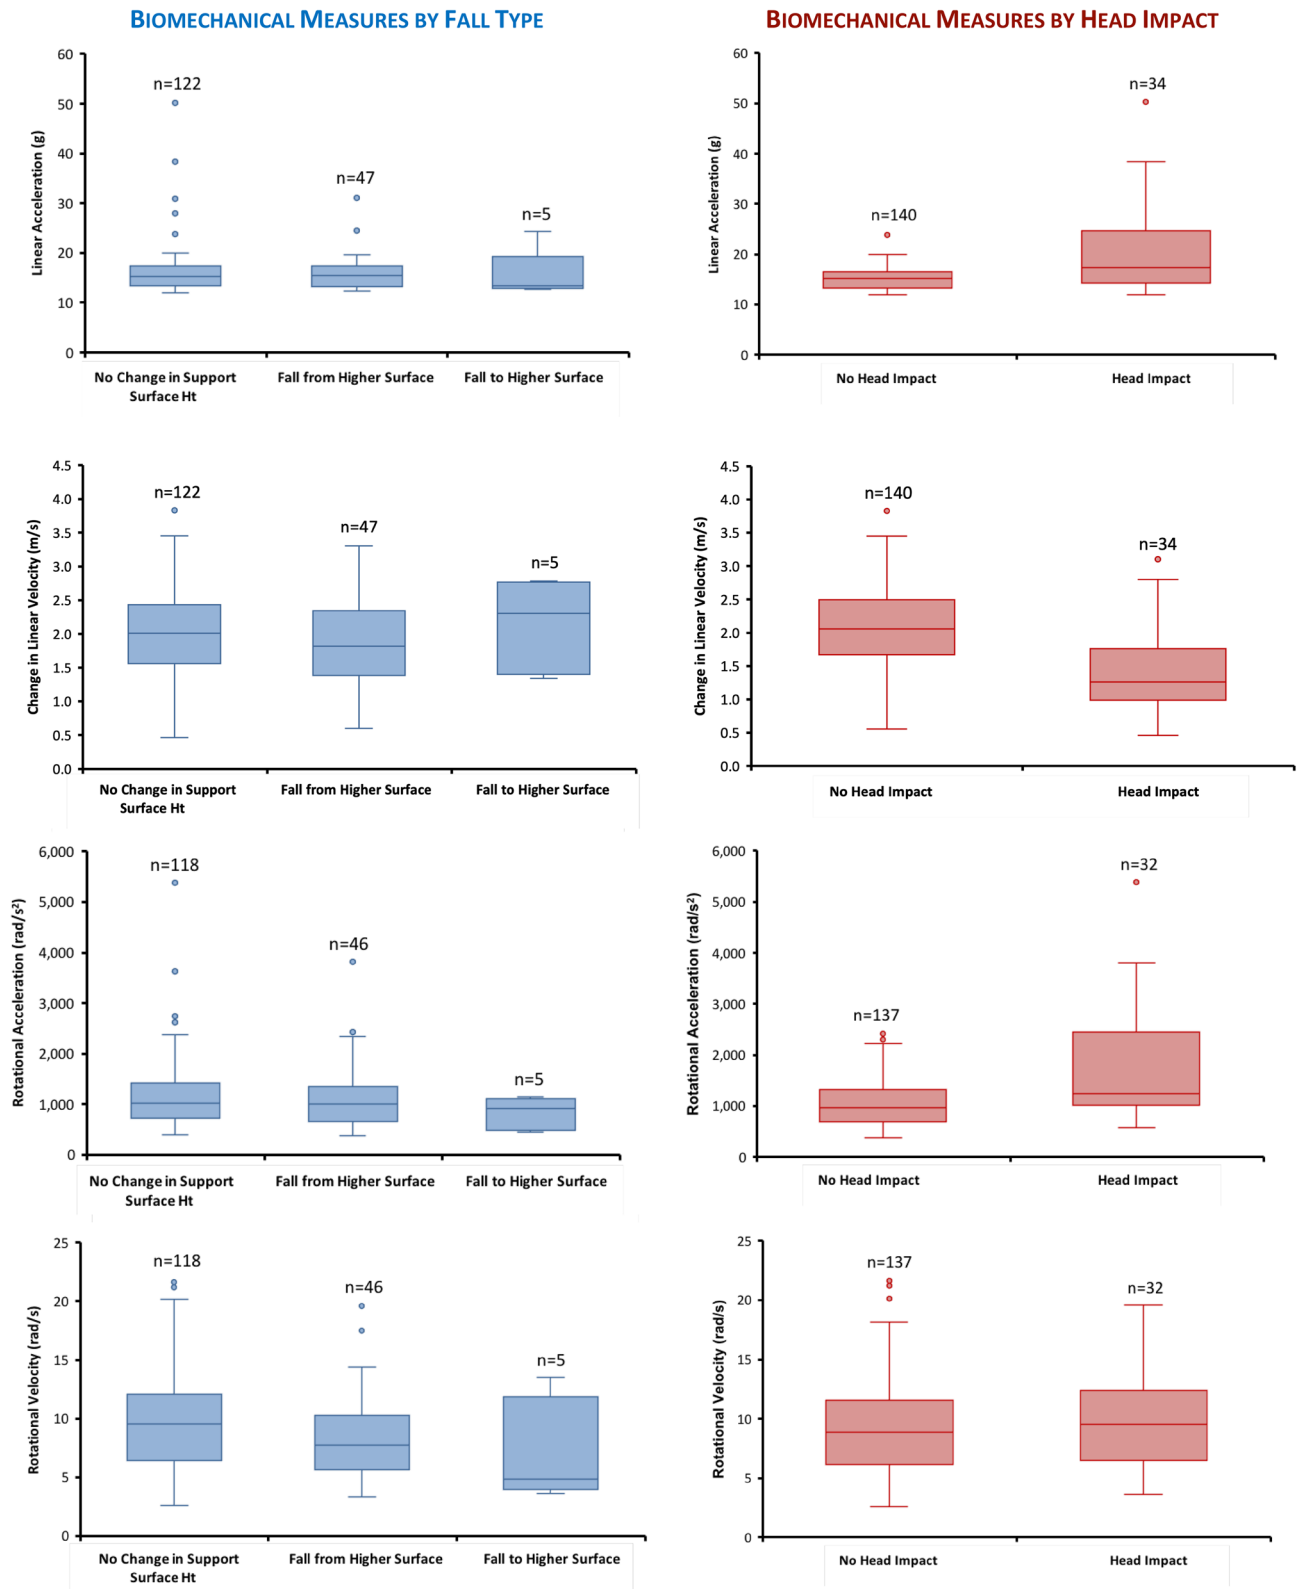 BIOMECHANICAL MEASURES BY FALL TYPE
BIOMECHANICAL MEASURES BY HEAD IMPACT
Linear Acceleration (g)
60
50
40
30
20
10
0
n=122
n=47
n=5
No Change in Support
Surface Ht
Fall from Higher Surface
Fall to Higher Surface
Linear Acceleration (g)
60
50
40
30
20
10
0
n=140
n=34
No Head Impact
Head Impact
Change in Linear Velocity (m/s)
4.5
4.0
3.5
3.0
2.5
2.0
1.5
1.0
0.5
0.0
n=122
n=47
n=5
No Change in Support
Surface Ht
Fall from Higher Surface
Fall to Higher Surface
Change in Linear Velocity (m/s)
4.5
4.0
3.5
3.0
2.5
2.0
1.5
1.0
0.5
0.0
n=140
n=34
No Head Impact
Head Impact
Rotational Acceleration (rad/s²)
6,000
5,000
4,000
3,000
2,000
1,000
0
n=118
n=46
n=5
No Change in Support
Surface Ht
Fall from Higher Surface
Fall to Higher Surface
Rotational Acceleration (rad/s²)
6,000
5,000
4,000
3,000
2,000
1,000
0
n=137
n=32
No Head Impact
Head Impact
Rotational Velocity (rad/s)
25
20
15
10
5
0
n=118
n=46
n=5
No Change in Support
Surface Ht
Fall from Higher Surface
Fall to Higher Surface
Rotational Velocity (rad/s)
25
20
15
10
5
0
n=137
n=32
No Head Impact
Head Impact